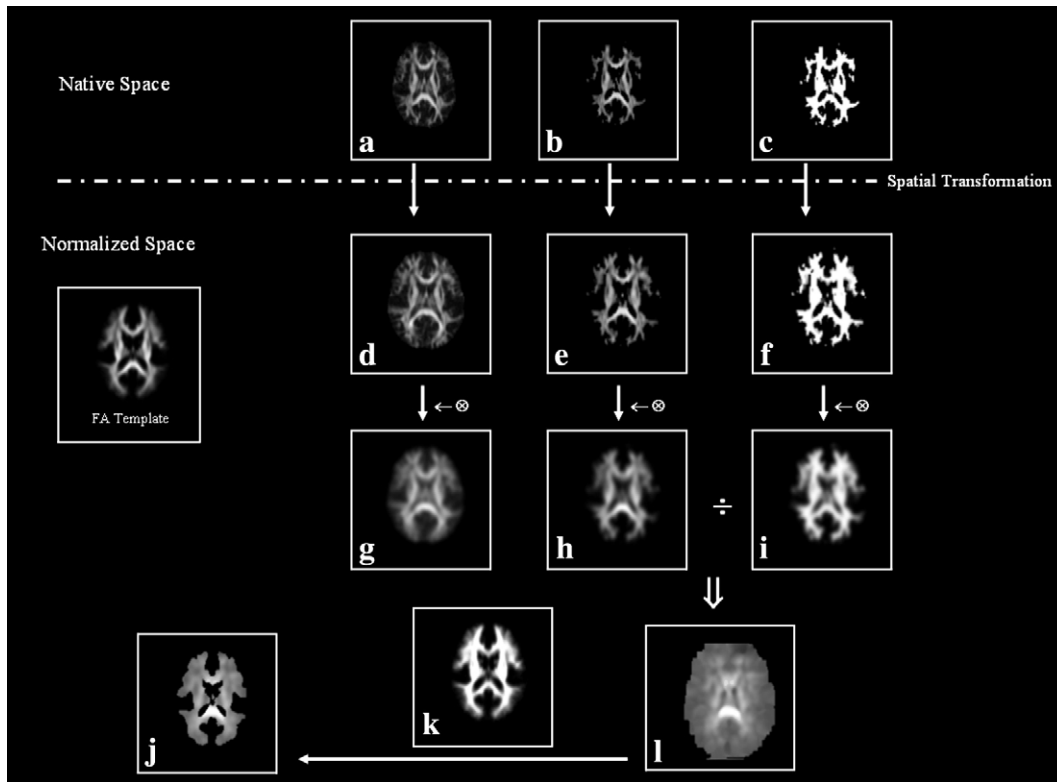 Native Space
a
b
c
Spatial Transformation
Normalized Space
FA Template
d
e
f
←⊗
←⊗
←⊗
g
h
÷
i
⇓
j
k
l